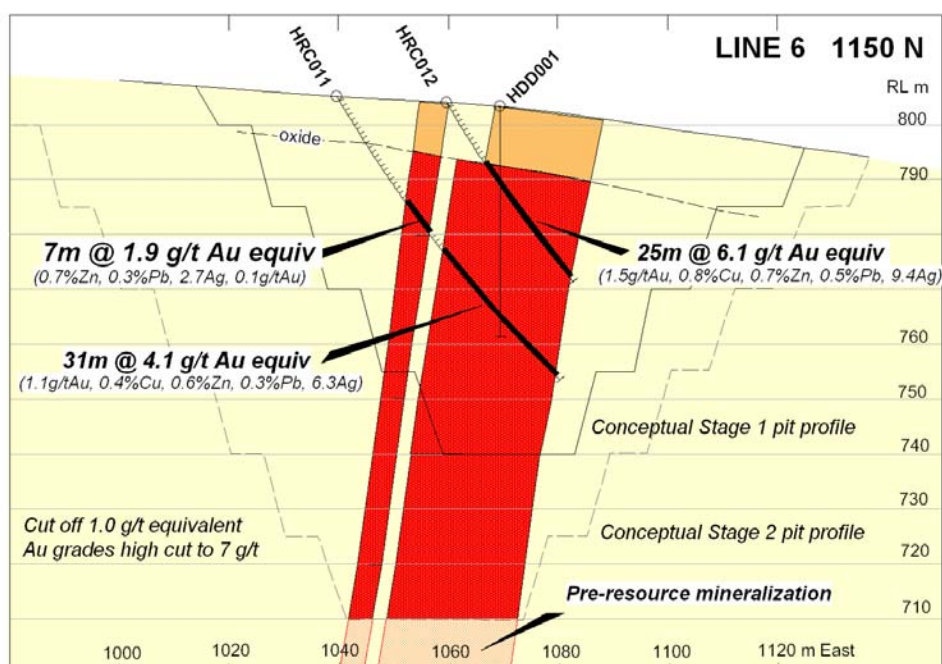 LINE 6 1150 N
HRC011
HRC012
HDD001
RL m
800
oxide
790
7m @ 1.9 g/t Au equiv
(0.7%Zn, 0.3%Pb, 2.7Ag, 0.1g/tAu)
25m @ 6.1 g/t Au equiv
(1.5g/tAu, 0.8%Cu, 0.7%Zn, 0.5%Pb, 9.4Ag)
780
770
31m @ 4.1 g/t Au equiv
(1.1g/tAu, 0.4%Cu, 0.6%Zn, 0.3%Pb, 6.3Ag)
760
750
Conceptual Stage 1 pit profile
740
730
Cut off 1.0 g/t equivalent
Au grades high cut to 7 g/t
Conceptual Stage 2 pit profile
720
Pre-resource mineralization
710
1000 1020 1040 1060 1080 1100 1120 m East